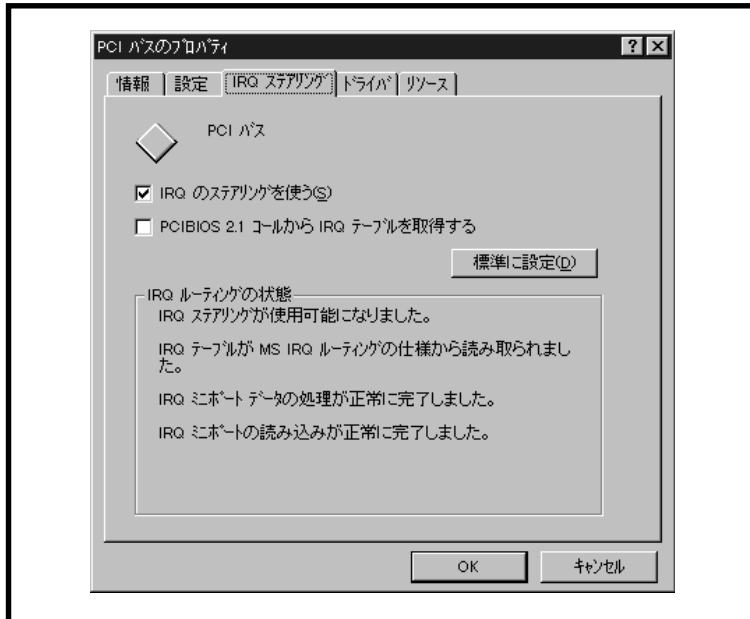 PCI ﾊﾞｽのﾌﾟﾛﾊﾟﾃｨ
情報
設定
IRQ ｽﾃｱﾘﾝｸﾞ
ﾄﾞﾗｲﾊﾞ
ﾘｿｰｽ
PCI ﾊﾞｽ
IRQ のｽﾃｱﾘﾝｸﾞを使う(S)
PCIBIOS 2.1 ｺｰﾙから IRQ ﾃｰﾌﾞﾙを取得する
標準に設定(D)
IRQ ﾙｰﾃｨﾝｸﾞの状態
IRQ ｽﾃｱﾘﾝｸﾞが使用可能になりました。
IRQ ﾃｰﾌﾞﾙが MS IRQ ﾙｰﾃｨﾝｸﾞの仕様から読み取られまし
た。
IRQ ﾐﾆﾎﾟｰﾄ ﾃﾞｰﾀの処理が正常に完了しました。
IRQ ﾐﾆﾎﾟｰﾄの読み込みが正常に完了しました。
OK
ｷｬﾝｾﾙ